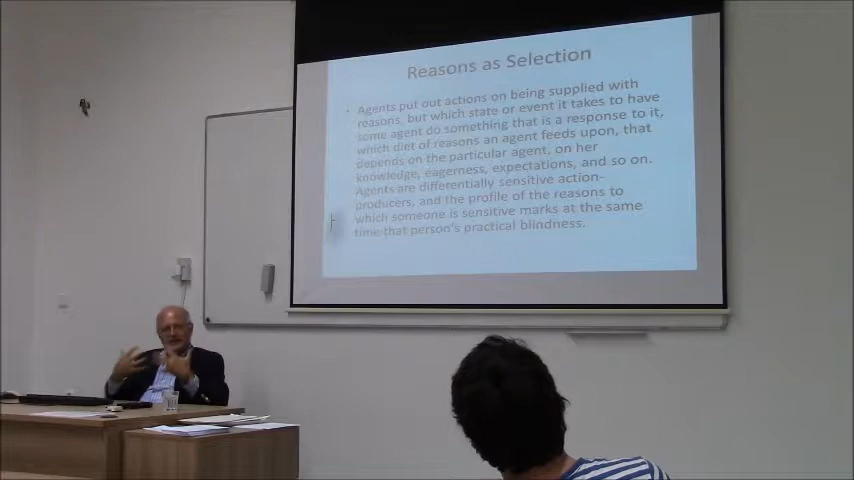 Reasons as Selection
• Agents put out actions on being supplied with
reasons, but which state or event it takes to have
some agent do something that is a response to it,
which diet of reasons an agent feeds upon, that
depends on the particular agent, on her
knowledge, eagerness, expectations, and so on.
Agents are differentially sensitive action-
producers, and the profile of the reasons to
which someone is sensitive marks at the same
time that person's practical blindness.